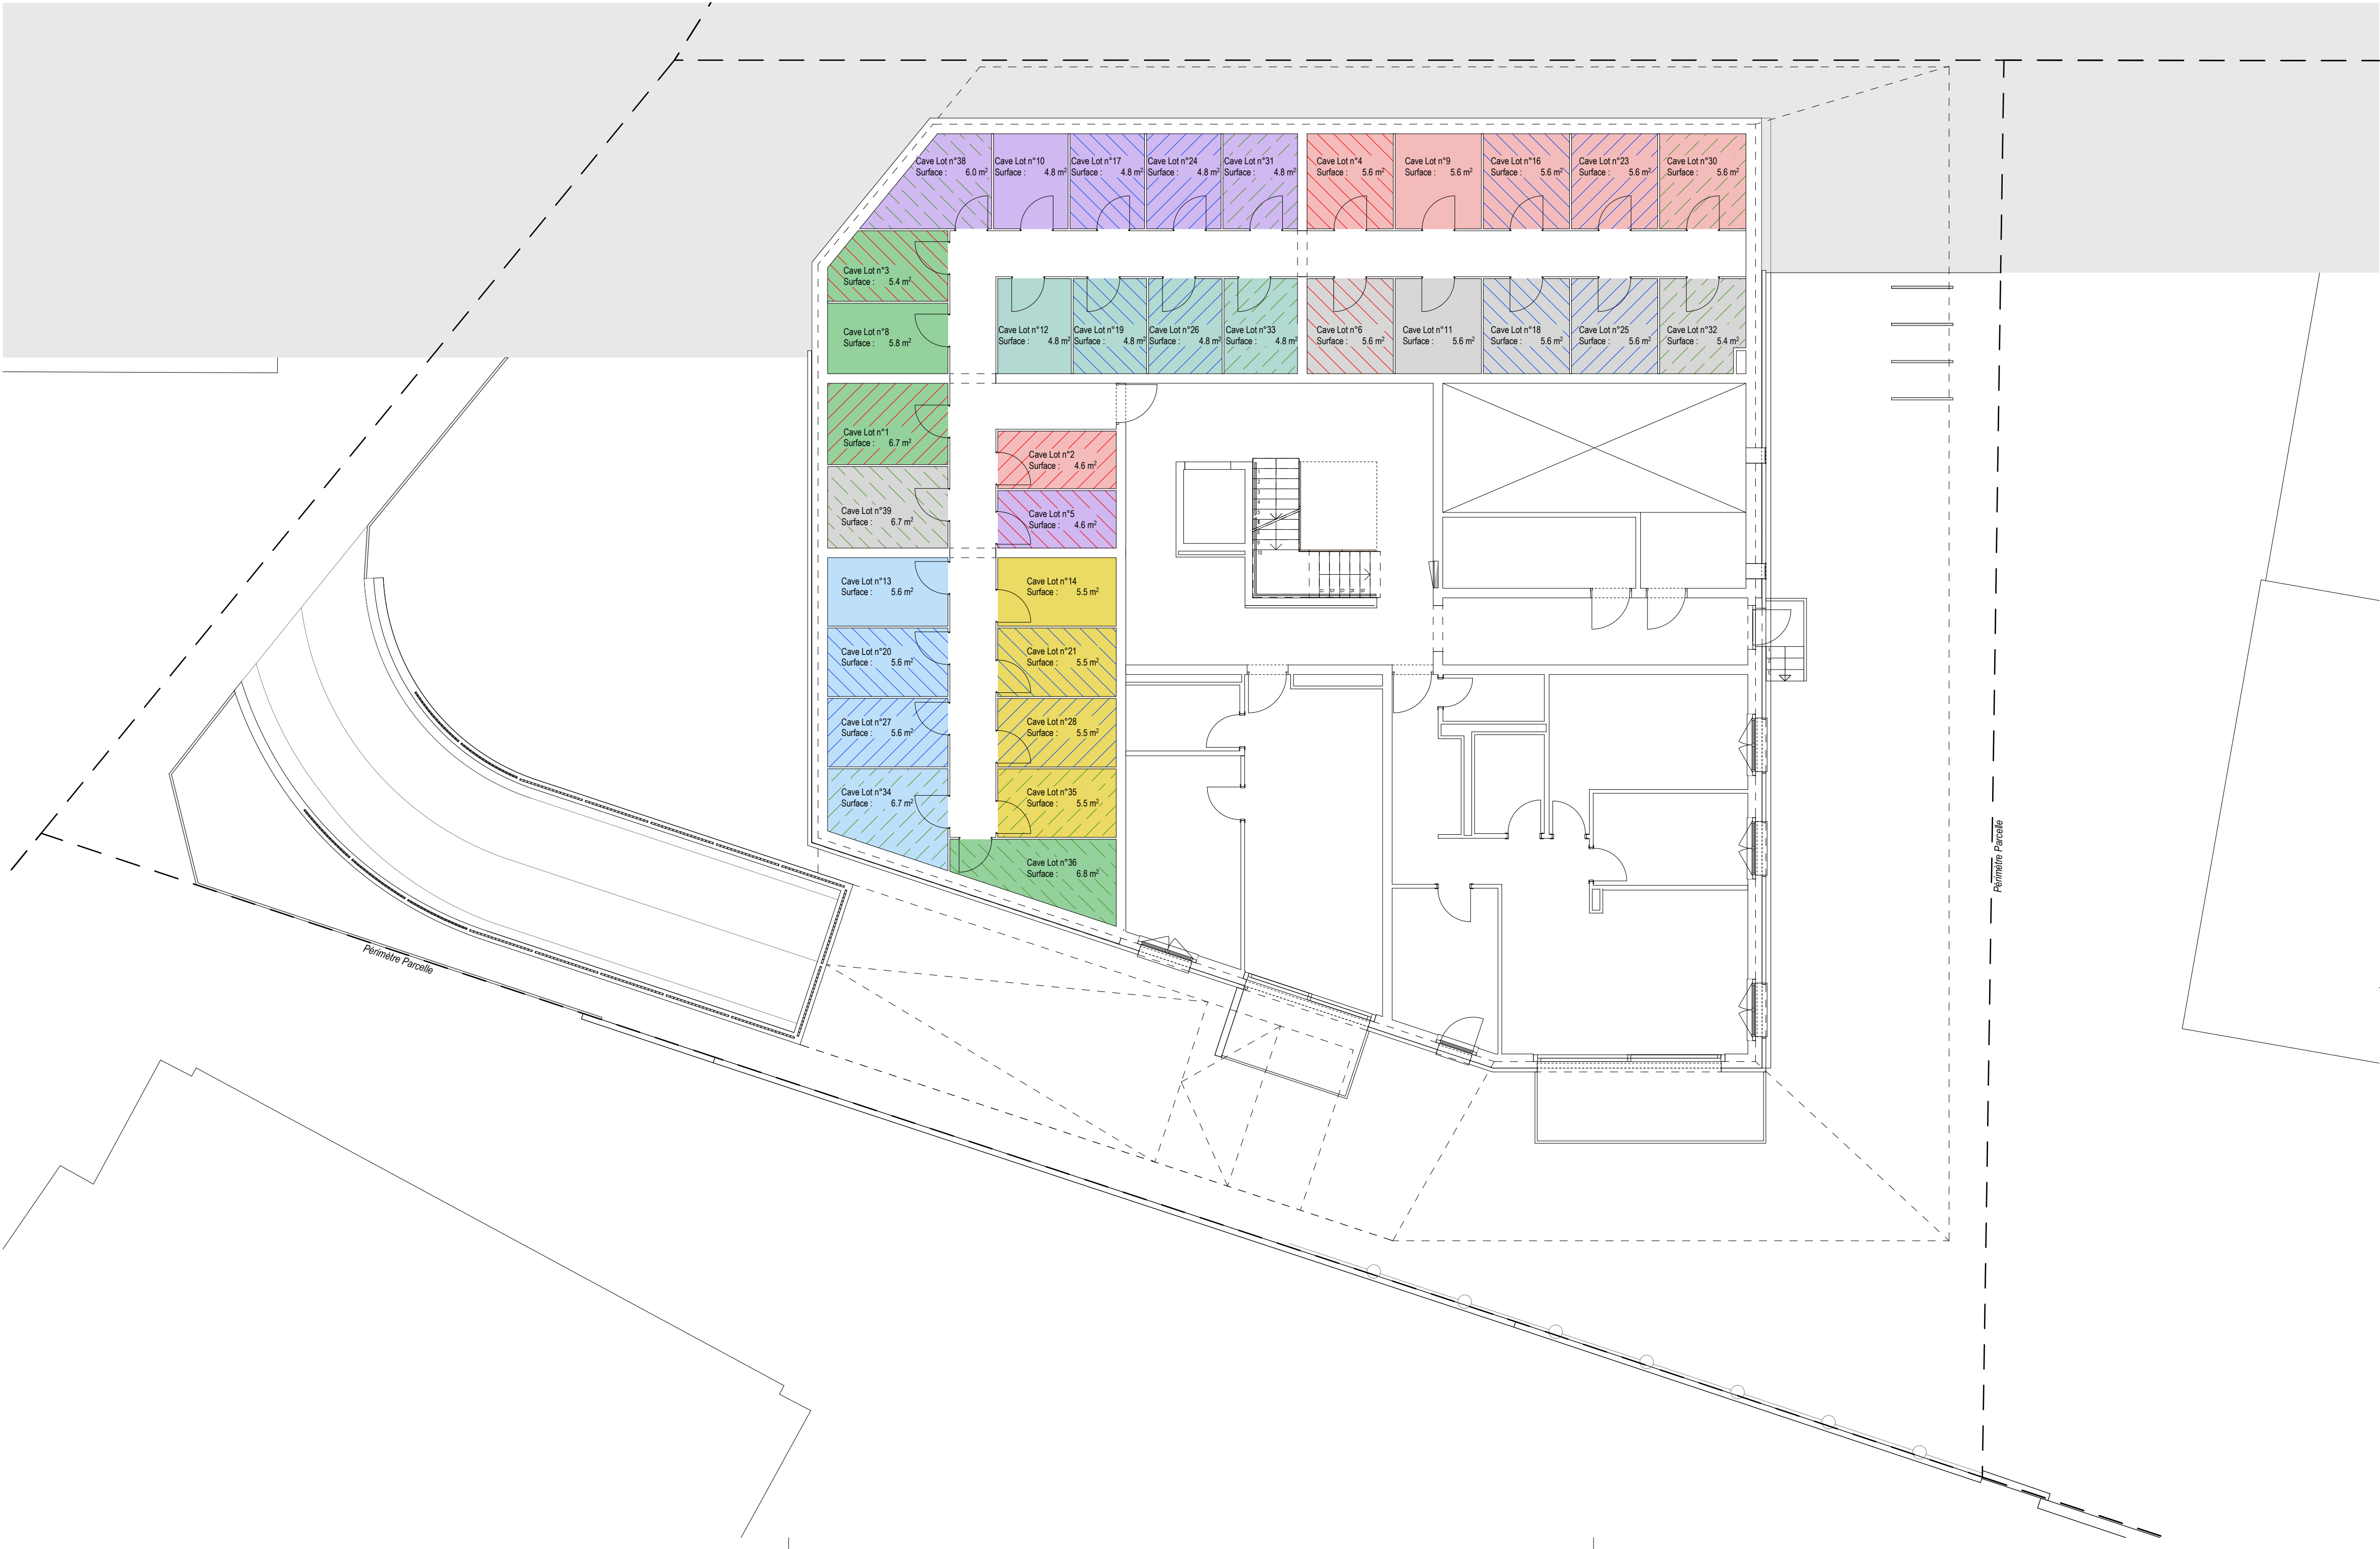 Cave Lot n°38
Surface : 6.0 m²
Cave Lot n°10
Surface : 4.8 m²
Cave Lot n°17
Surface : 4.8 m²
Cave Lot n°24
Surface : 4.8 m²
Cave Lot n°31
Surface : 4.8 m²
Cave Lot n°4
Surface : 5.6 m²
Cave Lot n°9
Surface : 5.6 m²
Cave Lot n°16
Surface : 5.6 m²
Cave Lot n°23
Surface : 5.6 m²
Cave Lot n°30
Surface : 5.6 m²
Cave Lot n°3
Surface : 5.4 m²
Cave Lot n°8
Surface : 5.8 m²
Cave Lot n°12
Surface : 4.8 m²
Cave Lot n°19
Surface : 4.8 m²
Cave Lot n°26
Surface : 4.8 m²
Cave Lot n°33
Surface : 4.8 m²
Cave Lot n°6
Surface : 5.6 m²
Cave Lot n°11
Surface : 5.6 m²
Cave Lot n°18
Surface : 5.6 m²
Cave Lot n°25
Surface : 5.6 m²
Cave Lot n°32
Surface : 5.4 m²
Cave Lot n°1
Surface : 6.7 m²
Cave Lot n°2
Surface : 4.6 m²
Cave Lot n°39
Surface : 6.7 m²
Cave Lot n°5
Surface : 4.6 m²
Cave Lot n°13
Surface : 5.6 m²
Cave Lot n°14
Surface : 5.5 m²
Cave Lot n°20
Surface : 5.6 m²
Cave Lot n°21
Surface : 5.5 m²
Cave Lot n°27
Surface : 5.6 m²
Cave Lot n°28
Surface : 5.5 m²
Cave Lot n°34
Surface : 6.7 m²
Cave Lot n°35
Surface : 5.5 m²
Cave Lot n°36
Surface : 6.8 m²
Périmètre Parcelle
Périmètre Parcelle